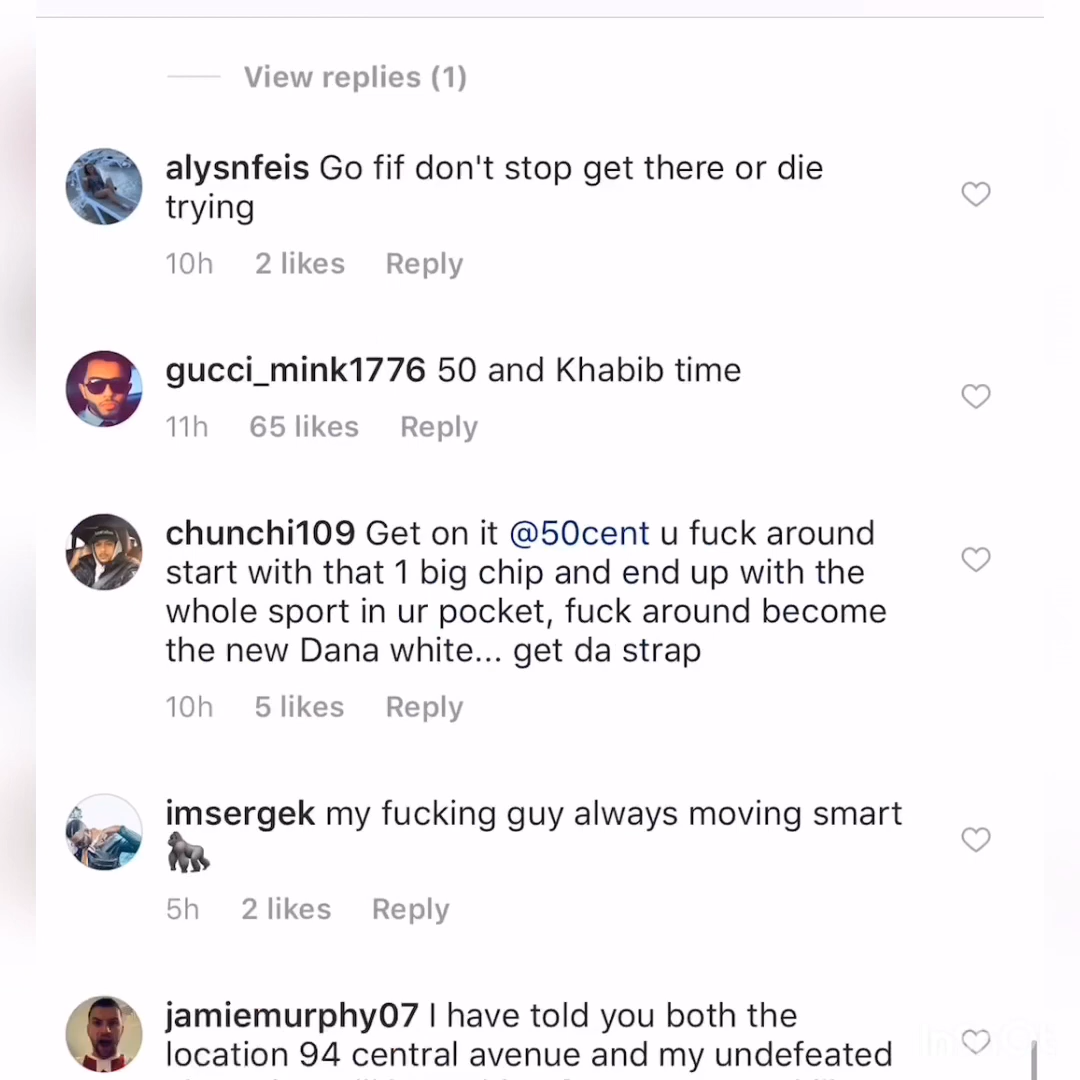 View replies (1)
alysnfeis Go fif don't stop get there or die
trying
10h 2 likes Reply
gucci_mink1776 50 and Khabib time
11h 65 likes Reply
chunchi109 Get on it @50cent u fuck around
start with that 1 big chip and end up with the
whole sport in ur pocket, fuck around become
the new Dana white... get da strap
10h 5 likes Reply
imsergek my fucking guy always moving smart
🦍
5h 2 likes Reply
jamiemurphy07 I have told you both the
location 94 central avenue and my undefeated